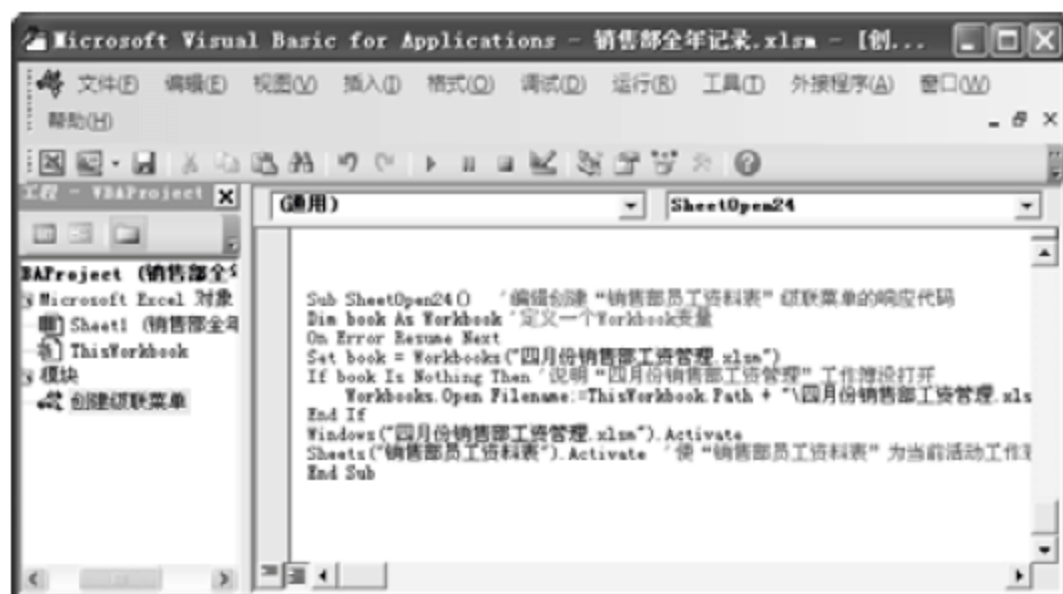 Microsoft Visual Basic for Applications - 销售部全年记录.xlsm - [创...
文件(F) 编辑(E) 视图(V) 插入(I) 格式(O) 调试(D) 运行(R) 工具(T) 外接程序(A) 窗口(W)
帮助(H)
工程 - VBAProject
(通用) SheetOpen24
BAProject (销售部全年
Microsoft Excel 对象
Sheet1 (销售部全年
ThisWorkbook
模块
创建级联菜单
Sub SheetOpen24() '编辑创建“销售部员工资料表”级联菜单的响应代码
Dim book As Workbook '定义一个Workbook变量
On Error Resume Next
Set book = Workbooks("四月份销售部工资管理.xlsm")
If book Is Nothing Then '说明“四月份销售部工资管理”工作簿没打开
Workbooks.Open Filename:=ThisWorkbook.Path + "\四月份销售部工资管理.xls
End If
Windows("四月份销售部工资管理.xlsm").Activate
Sheets("销售部员工资料表").Activate '使“销售部员工资料表”为当前活动工作
End Sub